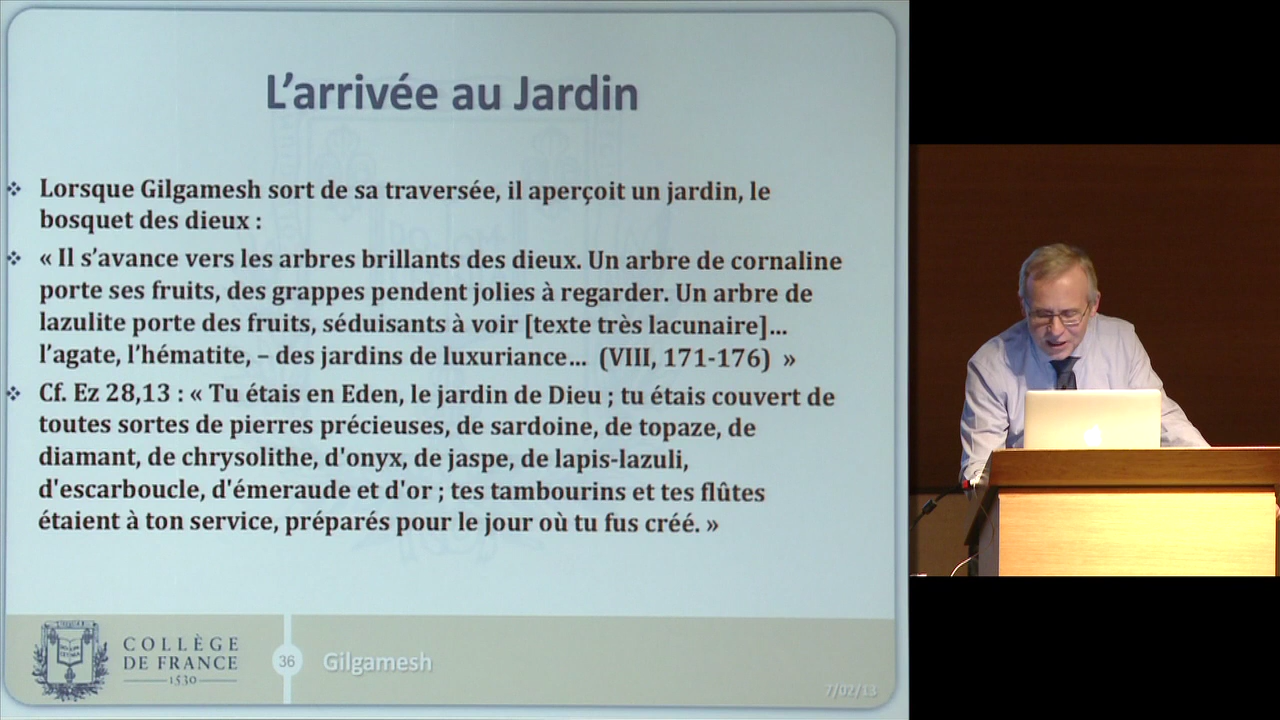 L'arrivée au Jardin
Lorsque Gilgamesh sort de sa traversée, il aperçoit un jardin, le
bosquet des dieux :
« Il s'avance vers les arbres brillants des dieux. Un arbre de cornaline
porte ses fruits, des grappes pendent jolies à regarder. Un arbre de
lazulite porte des fruits, séduisants à voir [texte très lacunaire]…
l'agate, l'hématite, – des jardins de luxuriance… (VIII, 171-176) »
Cf. Ez 28,13 : « Tu étais en Eden, le jardin de Dieu ; tu étais couvert de
toutes sortes de pierres précieuses, de sardoine, de topaze, de
diamant, de chrysolithe, d'onyx, de jaspe, de lapis-lazuli,
d'escarboucle, d'émeraude et d'or ; tes tambourins et tes flûtes
étaient à ton service, préparés pour le jour où tu fus créé. »
COLLÈGE
DE FRANCE
1530
36
Gilgamesh
7/02/13